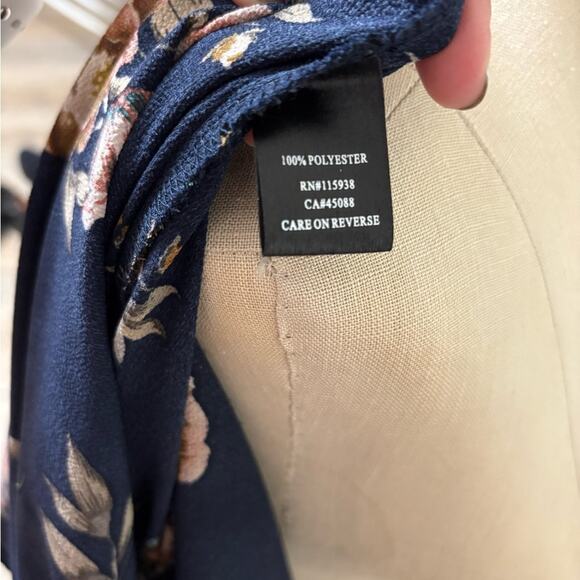 100% POLYESTER
RN#115938
CA#45088
CARE ON REVERSE